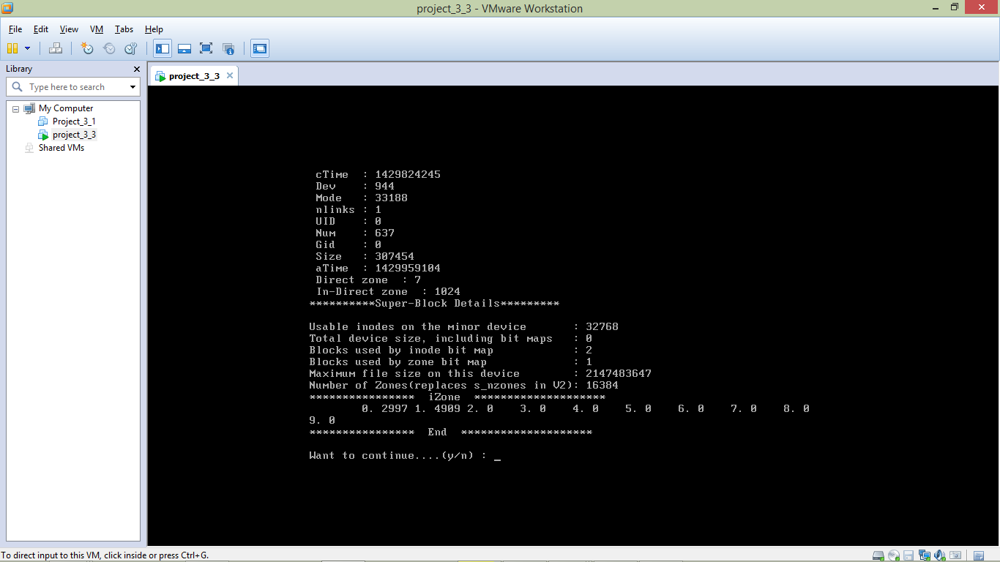 project_3_3 - VMware Workstation
File Edit View VM Tabs Help
Library
project_3_3
Type here to search
My Computer
Project_3_1
project_3_3
Shared VMs
cTime : 1429824245
Dev : 944
Mode : 33188
nlinks : 1
UID : 0
Num : 637
Gid : 0
Size : 307454
aTime : 1429959104
Direct zone : 7
In-Direct zone : 1024
**********Super-Block Details*********
Usable inodes on the minor device : 32768
Total device size, including bit maps : 0
Blocks used by inode bit map : 2
Blocks used by zone bit map : 1
Maximum file size on this device : 2147483647
Number of Zones(replaces s_nzones in V2): 16384
**************** iZone ********************
0. 2997 1. 4909 2. 0 3. 0 4. 0 5. 0 6. 0 7. 0 8. 0
9. 0
**************** End ********************
Want to continue....(y/n) : _
To direct input to this VM, click inside or press Ctrl+G.